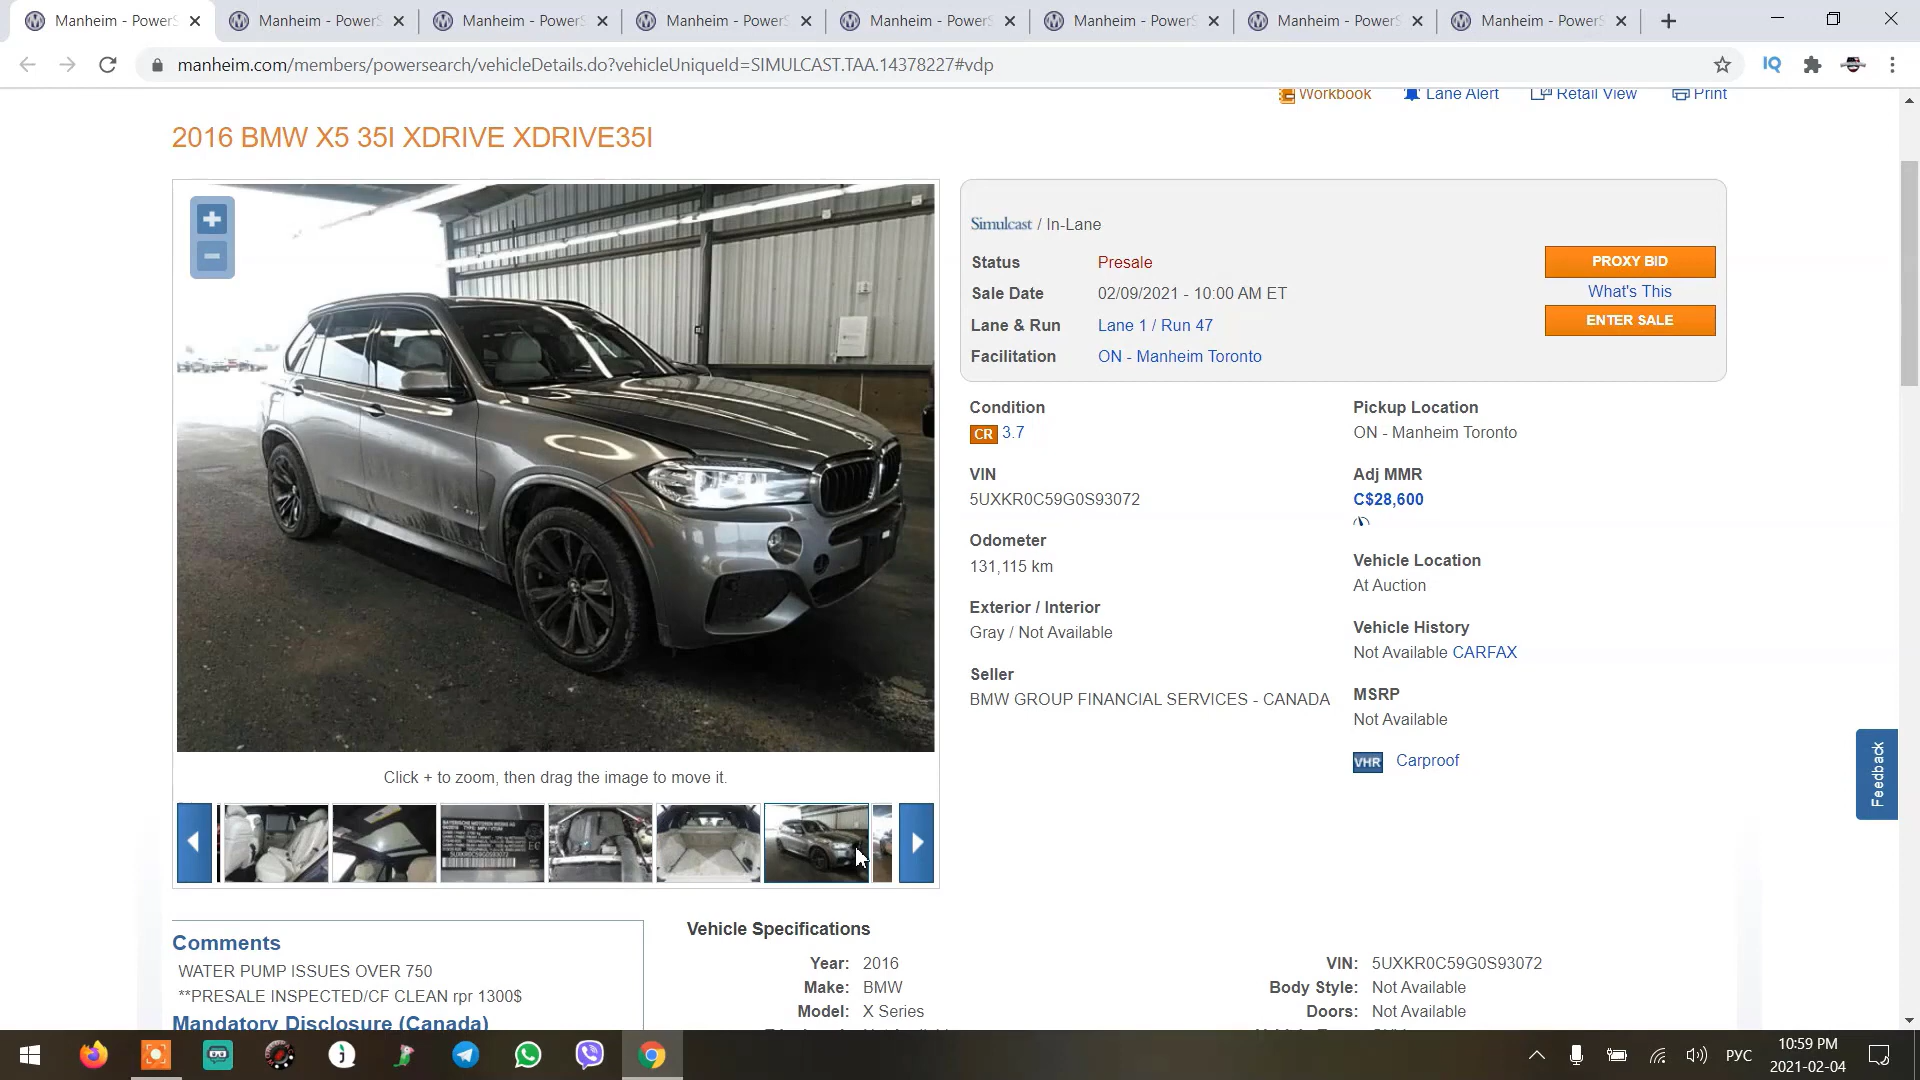 Manheim - PowerS
Manheim - PowerS
Manheim - PowerS
Manheim - PowerS
Manheim - PowerS
Manheim - PowerS
Manheim - PowerS
Manheim - PowerS
manheim.com/members/powersearch/vehicleDetails.do?vehicleUniqueId=SIMULCAST.TAA.14378227#vdp
IQ
Workbook Lane Alert Retail View Print
2016 BMW X5 35I XDRIVE XDRIVE35I
Simulcast / In-Lane
Status Presale
PROXY BID
Sale Date 02/09/2021 - 10:00 AM ET
What's This
Lane & Run Lane 1 / Run 47
ENTER SALE
Facilitation ON - Manheim Toronto
Condition
CR 3.7
VIN
5UXKR0C59G0S93072
Odometer
131,115 km
Exterior / Interior
Gray / Not Available
Seller
BMW GROUP FINANCIAL SERVICES - CANADA
Pickup Location
ON - Manheim Toronto
Adj MMR
C$28,600
Vehicle Location
At Auction
Vehicle History
Not Available CARFAX
MSRP
Not Available
VHR Carproof
Feedback
Click + to zoom, then drag the image to move it.
Comments
WATER PUMP ISSUES OVER 750
**PRESALE INSPECTED/CF CLEAN rpr 1300$
Mandatory Disclosure (Canada)
Vehicle Specifications
Year: 2016
Make: BMW
Model: X Series
VIN: 5UXKR0C59G0S93072
Body Style: Not Available
Doors: Not Available
РУС
10:59 PM
2021-02-04